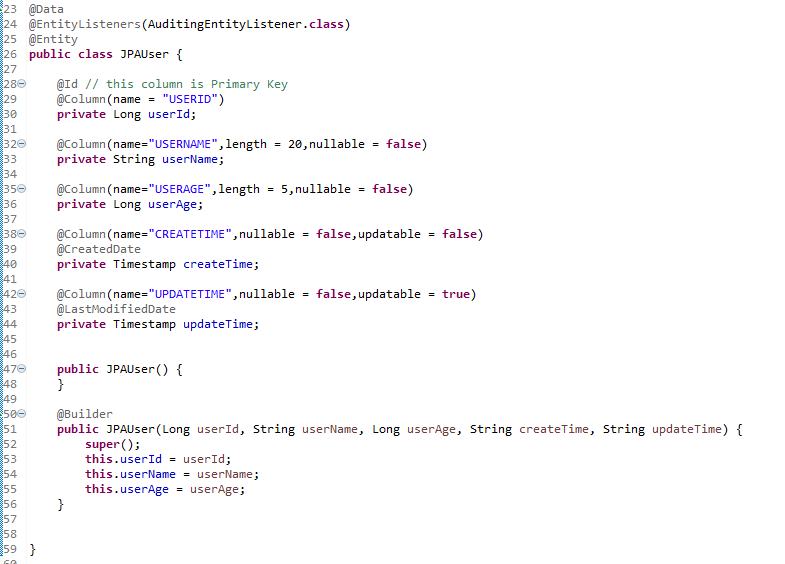 23 @Data
24 @EntityListeners(AuditingEntityListener.class)
25 @Entity
26 public class JPAUser {
27
28 @Id // this column is Primary Key
29 @Column(name = "USERID")
30 private Long userId;
31
32 @Column(name="USERNAME",length = 20,nullable = false)
33 private String userName;
34
35 @Column(name="USERAGE",length = 5,nullable = false)
36 private Long userAge;
37
38 @Column(name="CREATETIME",nullable = false,updatable = false)
39 @CreatedDate
40 private Timestamp createTime;
41
42 @Column(name="UPDATETIME",nullable = false,updatable = true)
43 @LastModifiedDate
44 private Timestamp updateTime;
45
46
47 public JPAUser() {
48 }
49
50 @Builder
51 public JPAUser(Long userId, String userName, Long userAge, String createTime, String updateTime) {
52 super();
53 this.userId = userId;
54 this.userName = userName;
55 this.userAge = userAge;
56 }
57
58
59 }
60